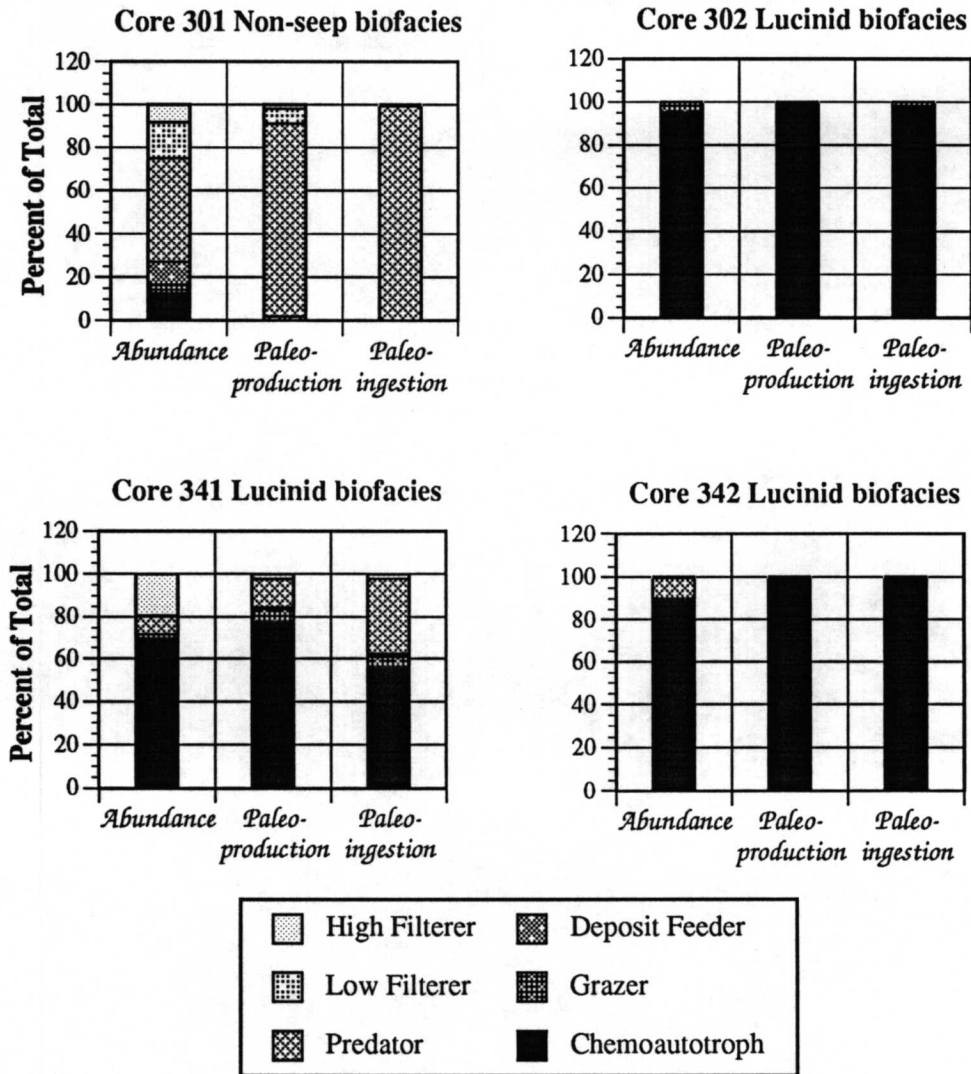 Core 301 Non-seep biofacies
Percent of Total
120
100
80
60
40
20
0
Abundance
Paleo-
production
Paleo-
ingestion
Core 302 Lucinid biofacies
120
100
80
60
40
20
0
Abundance
Paleo-
production
Paleo-
ingestion
Core 341 Lucinid biofacies
Percent of Total
120
100
80
60
40
20
0
Abundance
Paleo-
production
Paleo-
ingestion
Core 342 Lucinid biofacies
120
100
80
60
40
20
0
Abundance
Paleo-
production
Paleo-
ingestion
High Filterer
Low Filterer
Predator
Deposit Feeder
Grazer
Chemoautotroph